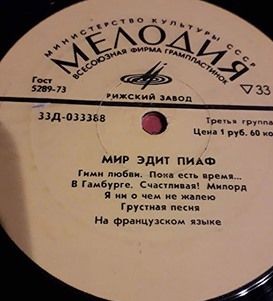 МИНИСТЕРСТВО КУЛЬТУРЫ СССР
МЕЛОДИЯ
ВСЕСОЮЗНАЯ ФИРМА ГРАМПЛАСТИНОК
Гост
5289-73
РИЖСКИЙ ЗАВОД
▽33
33Д-033388
Третья группа
Цена 1 руб. 60 ко
МИР ЭДИТ ПИАФ
Гимн любви. Пока есть время...
В Гамбурге. Счастливая! Милорд
Я ни о чем не жалею
Грустная песня
На французском языке